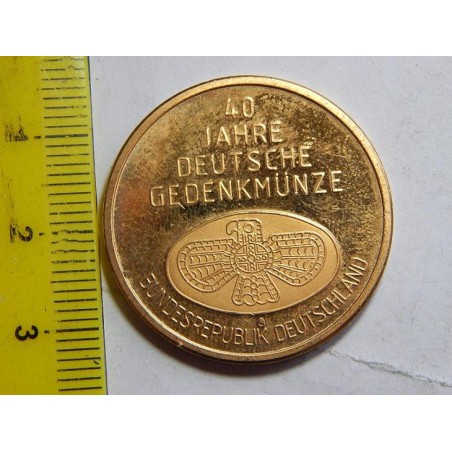 40
JAHRE
DEUTSCHE
GEDENKMÜNZE
BUNDESREPUBLIK DEUTSCHLAND
1
2
3